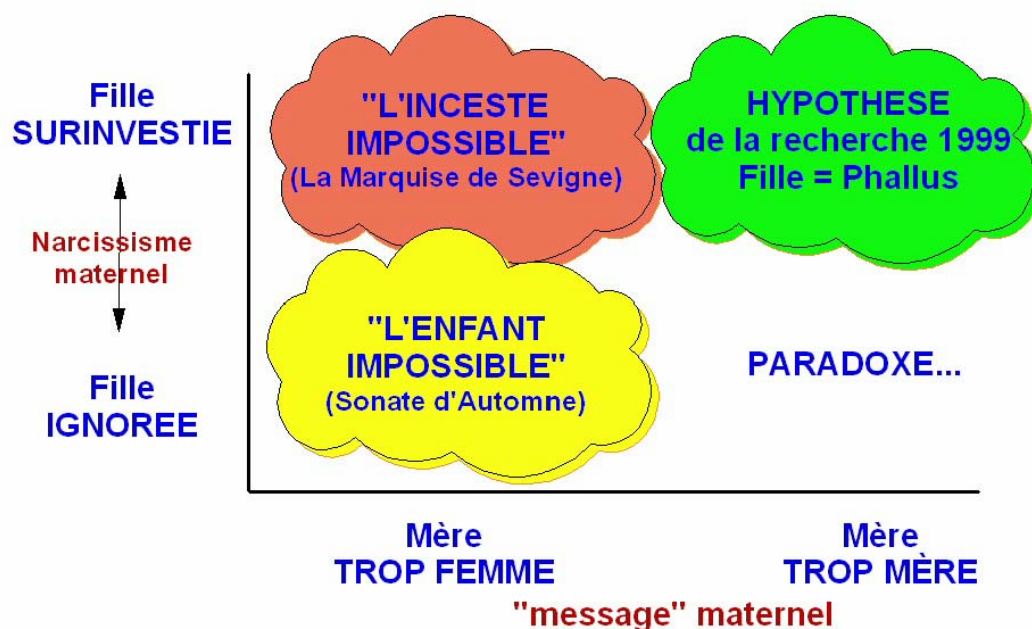 Fille
SURINVESTIE
Narcissisme
maternel
Fille
IGNOREE
"L'INCESTE
IMPOSSIBLE"
(La Marquise de Sevigne)
HYPOTHESE
de la recherche 1999
Fille = Phallus
"L'ENFANT
IMPOSSIBLE"
(Sonate d'Automne)
PARADOXE...
Mère
TROP FEMME
Mère
TROP MÈRE
"message" maternel